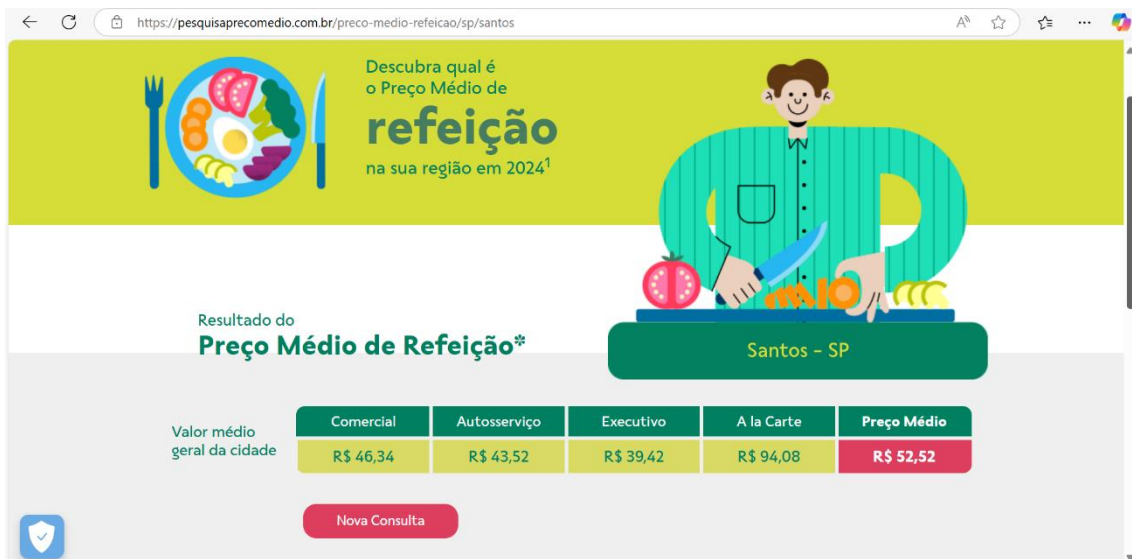 https://pesquisaprecomedio.com.br/preco-medio-refeicao/sp/santos
Descubra qual é
o Preço Médio de
refeição
na sua região em 2024¹
Resultado do
Preço Médio de Refeição*
Santos - SP
Valor médio
geral da cidade
Comercial Autosserviço Executivo A la Carte Preço Médio
R$ 46,34 R$ 43,52 R$ 39,42 R$ 94,08 R$ 52,52
Nova Consulta